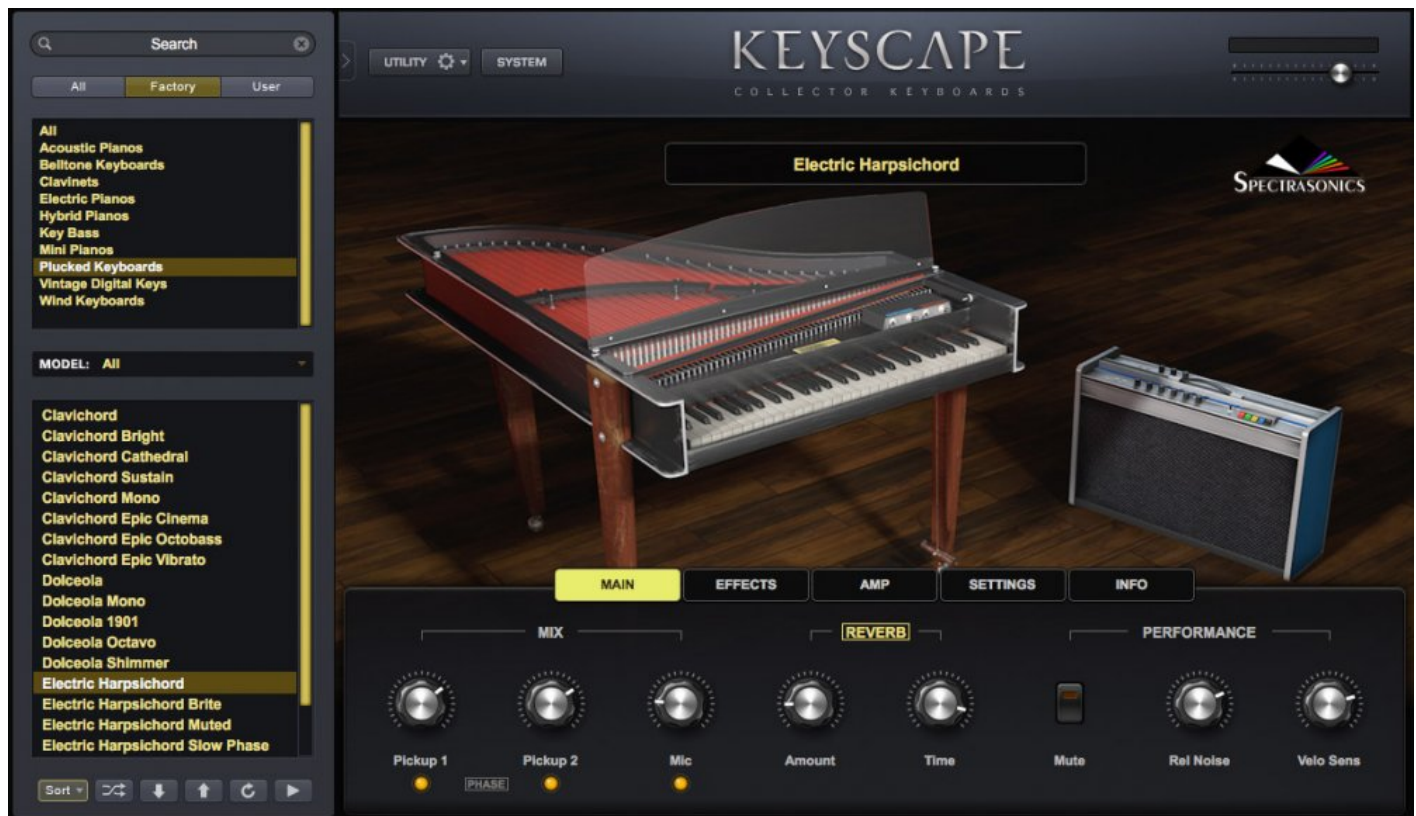 Search
All Factory User
All
Acoustic Pianos
Belltone Keyboards
Clavinets
Electric Pianos
Hybrid Pianos
Key Bass
Mini Pianos
Plucked Keyboards
Vintage Digital Keys
Wind Keyboards
MODEL: All
Clavichord
Clavichord Bright
Clavichord Cathedral
Clavichord Sustain
Clavichord Mono
Clavichord Epic Cinema
Clavichord Epic Octobass
Clavichord Epic Vibrato
Dolceola
Dolceola Mono
Dolceola 1901
Dolceola Octavo
Dolceola Shimmer
Electric Harpsichord
Electric Harpsichord Brite
Electric Harpsichord Muted
Electric Harpsichord Slow Phase
Sort
UTILITY SYSTEM
KEYSCAPE
COLLECTOR KEYBOARDS
Electric Harpsichord
SPECTRASONICS
MAIN EFFECTS AMP SETTINGS INFO
MIX REVERB PERFORMANCE
Pickup 1 Pickup 2 Mic Amount Time Mute Rel Noise Velo Sens
PHASE